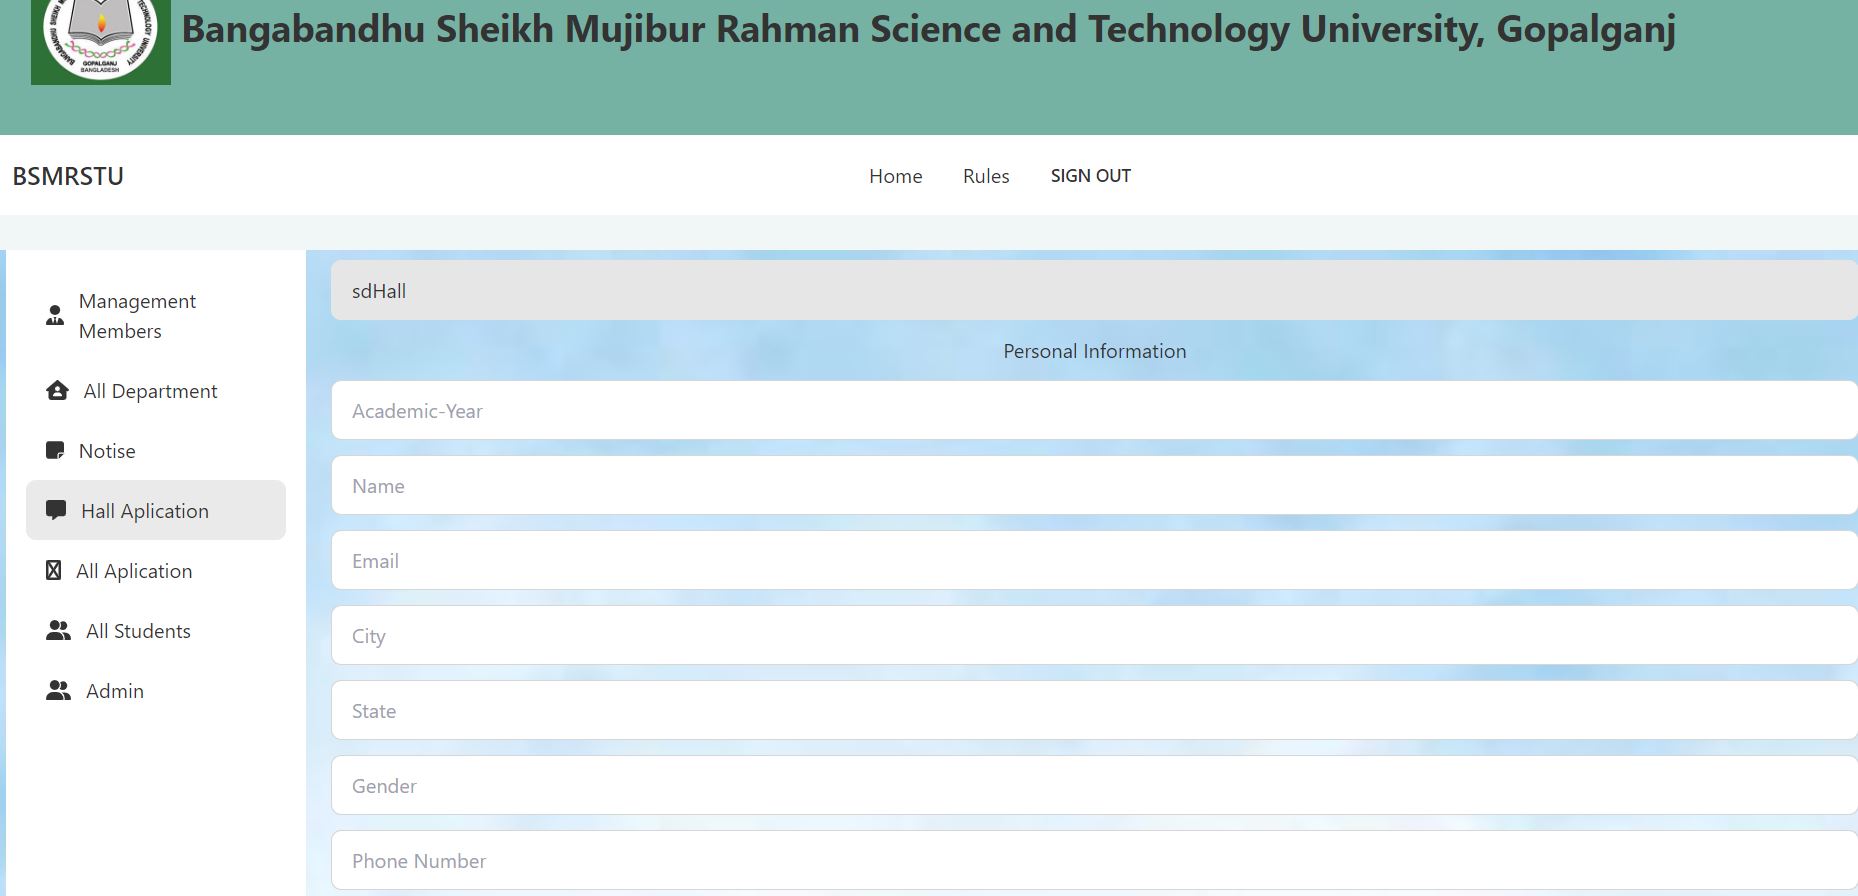 GOPALGANJ
BANGLADESH
TECHNOLOGY UNIVERSITY
Bangabandhu Sheikh Mujibur Rahman Science and Technology University, Gopalganj
BSMRSTU
Home
Rules
SIGN OUT
Management
Members
All Department
Notise
Hall Aplication
All Aplication
All Students
Admin
sdHall
Personal Information
Academic-Year
Name
Email
City
State
Gender
Phone Number